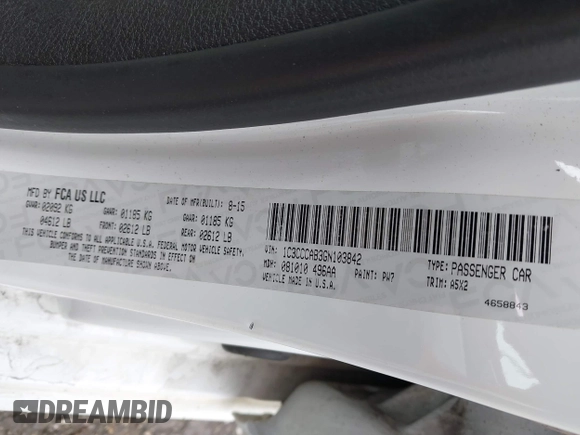 MFD BY FCA US LLC
DATE OF MFR(BUILT): 8-15
GVWR: 02092 KG
04612 LB
GAWR: 01185 KG
FRONT: 02612 LB
GAWR: 01185 KG
REAR: 02612 LB
THIS VEHICLE CONFORMS TO ALL APPLICABLE U.S.A. FEDERAL MOTOR VEHICLE SAFETY,
BUMPER AND THEFT PREVENTION STANDARDS IN EFFECT ON
THE DATE OF MANUFACTURE SHOWN ABOVE.
VIN: 1C3CCCAB3GN103942
TYPE: PASSENGER CAR
MDH: 081010 496AA
PAINT: PW7
TRIM: A5X2
VEHICLE MADE IN U.S.A.
4658843
DREAMBID